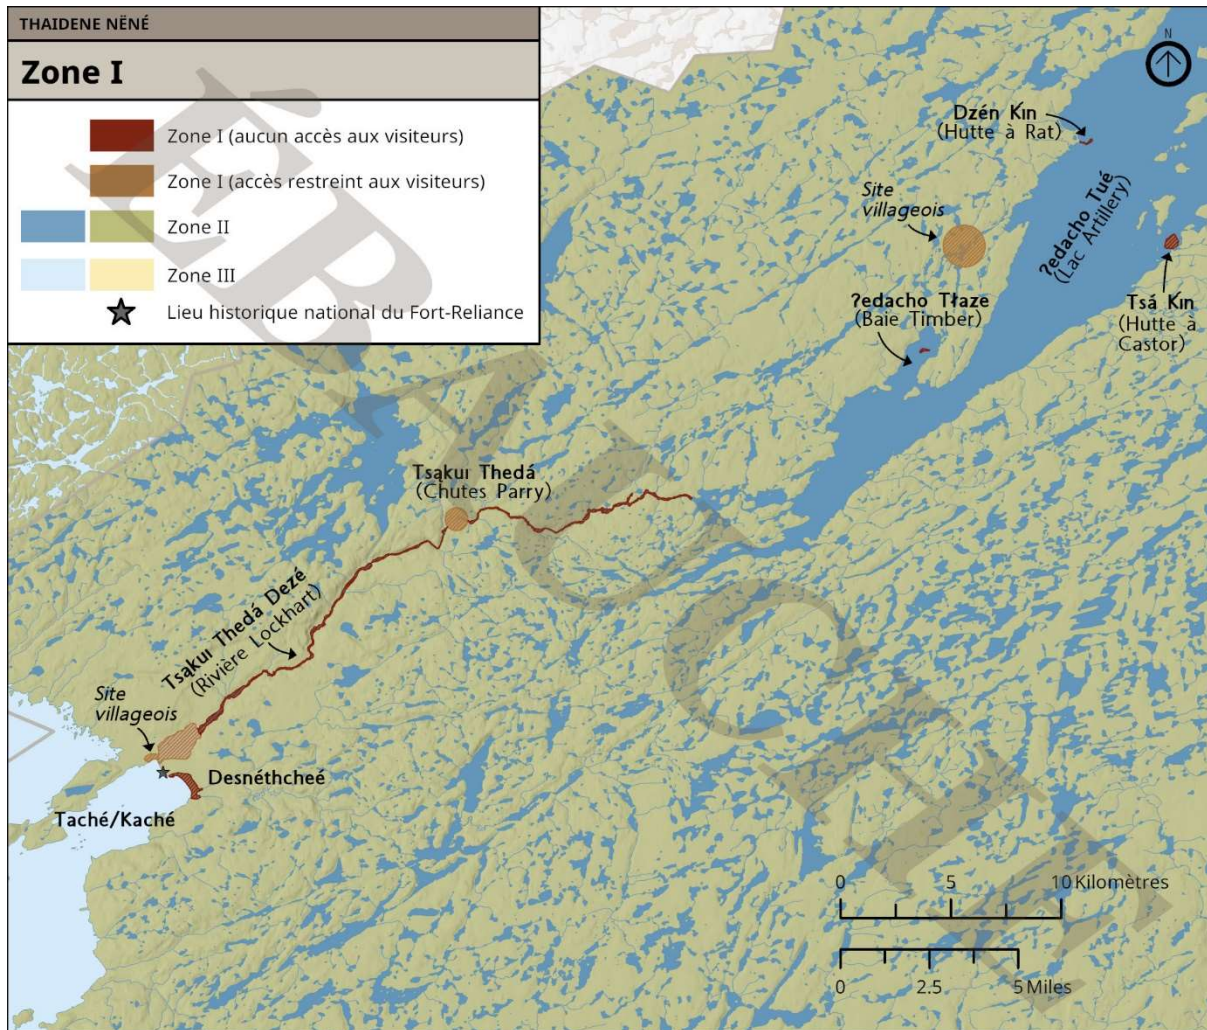 THAIDENE NËNÉ
Zone I
Zone I (aucun accès aux visiteurs)
Zone I (accès restreint aux visiteurs)
Zone II
Zone III
Lieu historique national du Fort-Reliance
N
Dzén Kın
(Hutte à Rat)
Site
villageois
ʔedacho Tué
(Lac Artillery)
ʔedacho Tłaze
(Baie Timber)
Tsá Kın
(Hutte à
Castor)
Tsąkuı Thedá
(Chutes Parry)
Tsąkuı Thedá Dezé
(Rivière Lockhart)
Site
villageois
Desnéthcheé
Taché/Kaché
0 5 10 Kilomètres
0 2.5 5 Miles
ÉBAUCHE